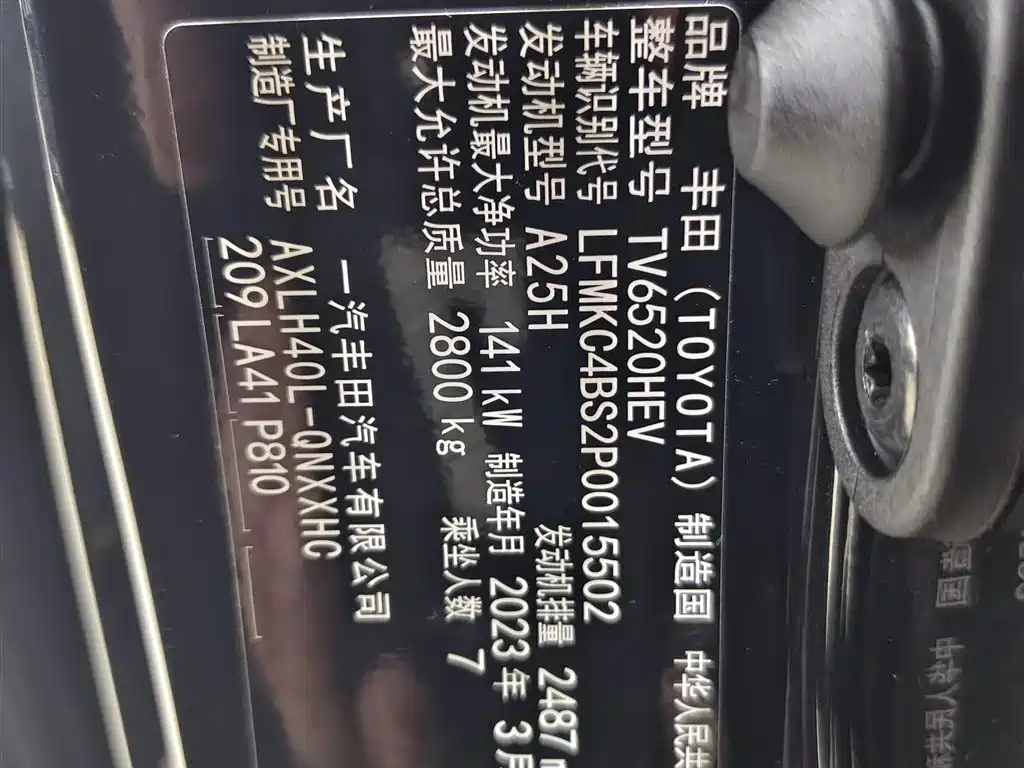 品牌 丰田 (TOYOTA) 制造国 中华人民共
整车型号 TV6520HEV
车辆识别代号 LFMKC4BS2P0015502
发动机型号 A25H 发动机排量 2487 m
发动机最大净功率 141 kW 制造年月 2023年 3月
最大允许总质量 2800 kg 乘坐人数 7
生产厂名 一汽丰田汽车有限公司
制造厂专用号 AXLH40L-QNXXHC
209 LA41 P810